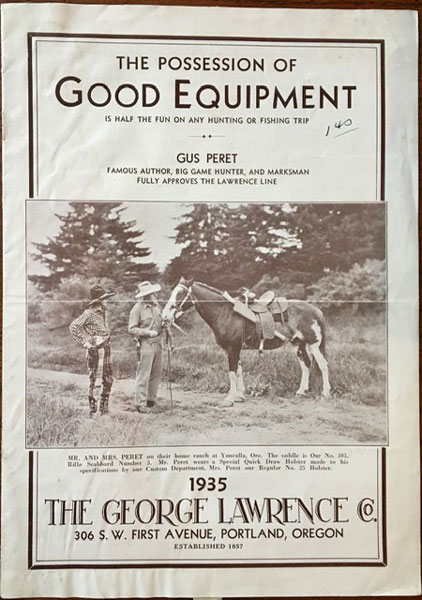 THE POSSESSION OF
GOOD EQUIPMENT
IS HALF THE FUN ON ANY HUNTING OR FISHING TRIP
1 40
GUS PERET
FAMOUS AUTHOR, BIG GAME HUNTER, AND MARKSMAN
FULLY APPROVES THE LAWRENCE LINE
MR. AND MRS. PERET on their home ranch at Yoncalla, Ore. The saddle is Our No. 303,
Rifle Scabbard Number 3. Mr. Peret wears a Special Quick Draw Holster made to his
specifications by our Custom Department, Mrs. Peret our Regular No. 25 Holster.
1935
THE GEORGE LAWRENCE CO.
306 S. W. FIRST AVENUE, PORTLAND, OREGON
ESTABLISHED 1857